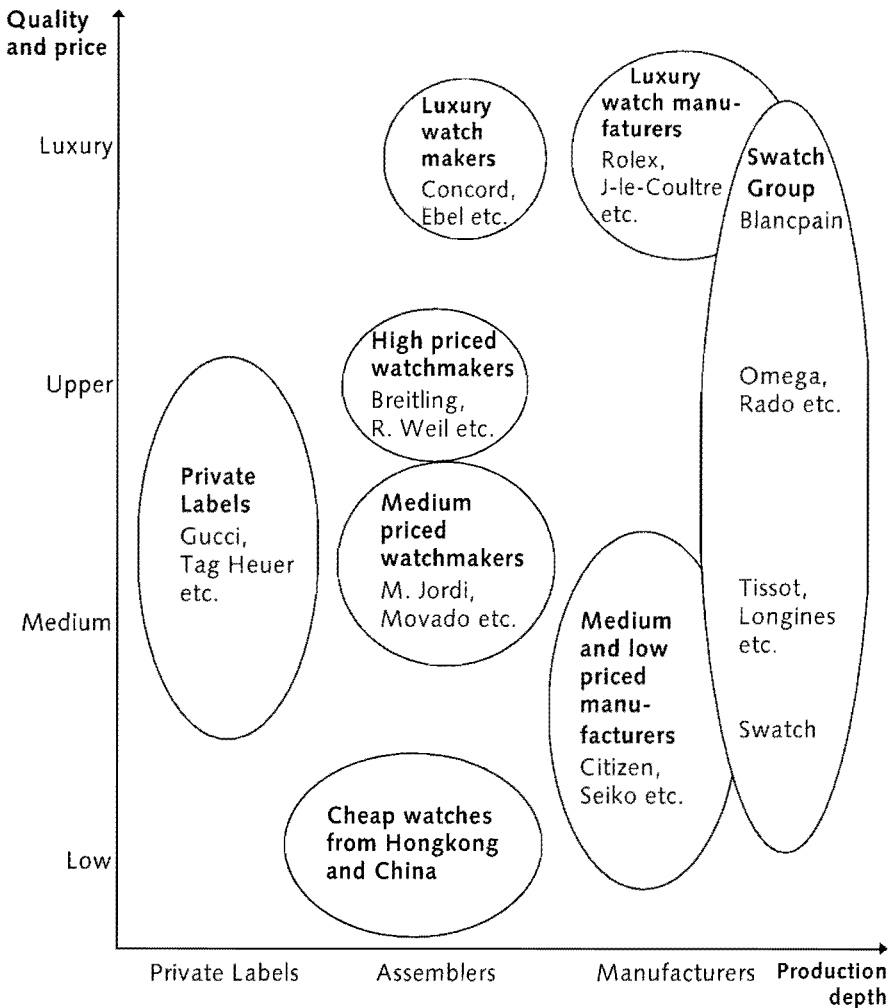 Quality
and price
Luxury
Upper
Medium
Low
Luxury
watch
makers
Concord,
Ebel etc.
Luxury
watch manu-
faturers
Rolex,
J-le-Coultre
etc.
Swatch
Group
Blancpain
Omega,
Rado etc.
Tissot,
Longines
etc.
Swatch
High priced
watchmakers
Breitling,
R. Weil etc.
Private
Labels
Gucci,
Tag Heuer
etc.
Medium
priced
watchmakers
M. Jordi,
Movado etc.
Medium
and low
priced
manu-
facturers
Citizen,
Seiko etc.
Cheap watches
from Hongkong
and China
Private Labels
Assemblers
Manufacturers
Production
depth